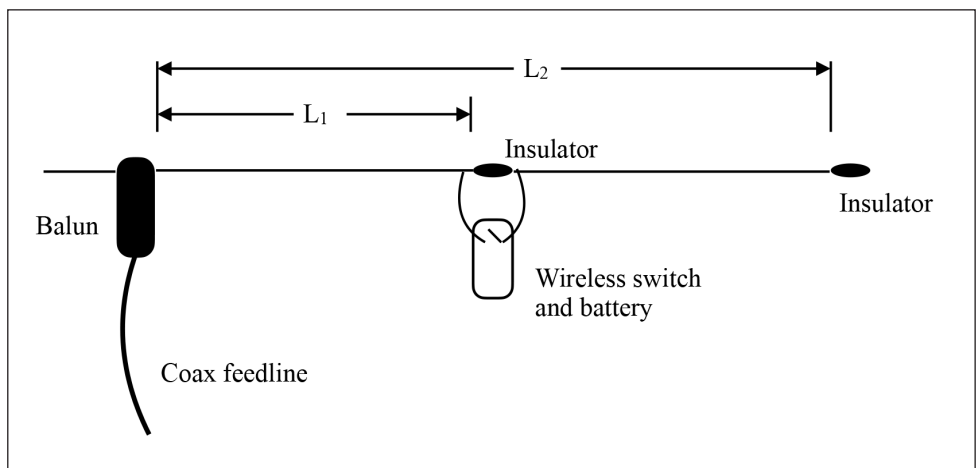 L₂
L₁
Insulator
Balun
Insulator
Wireless switch
and battery
Coax feedline